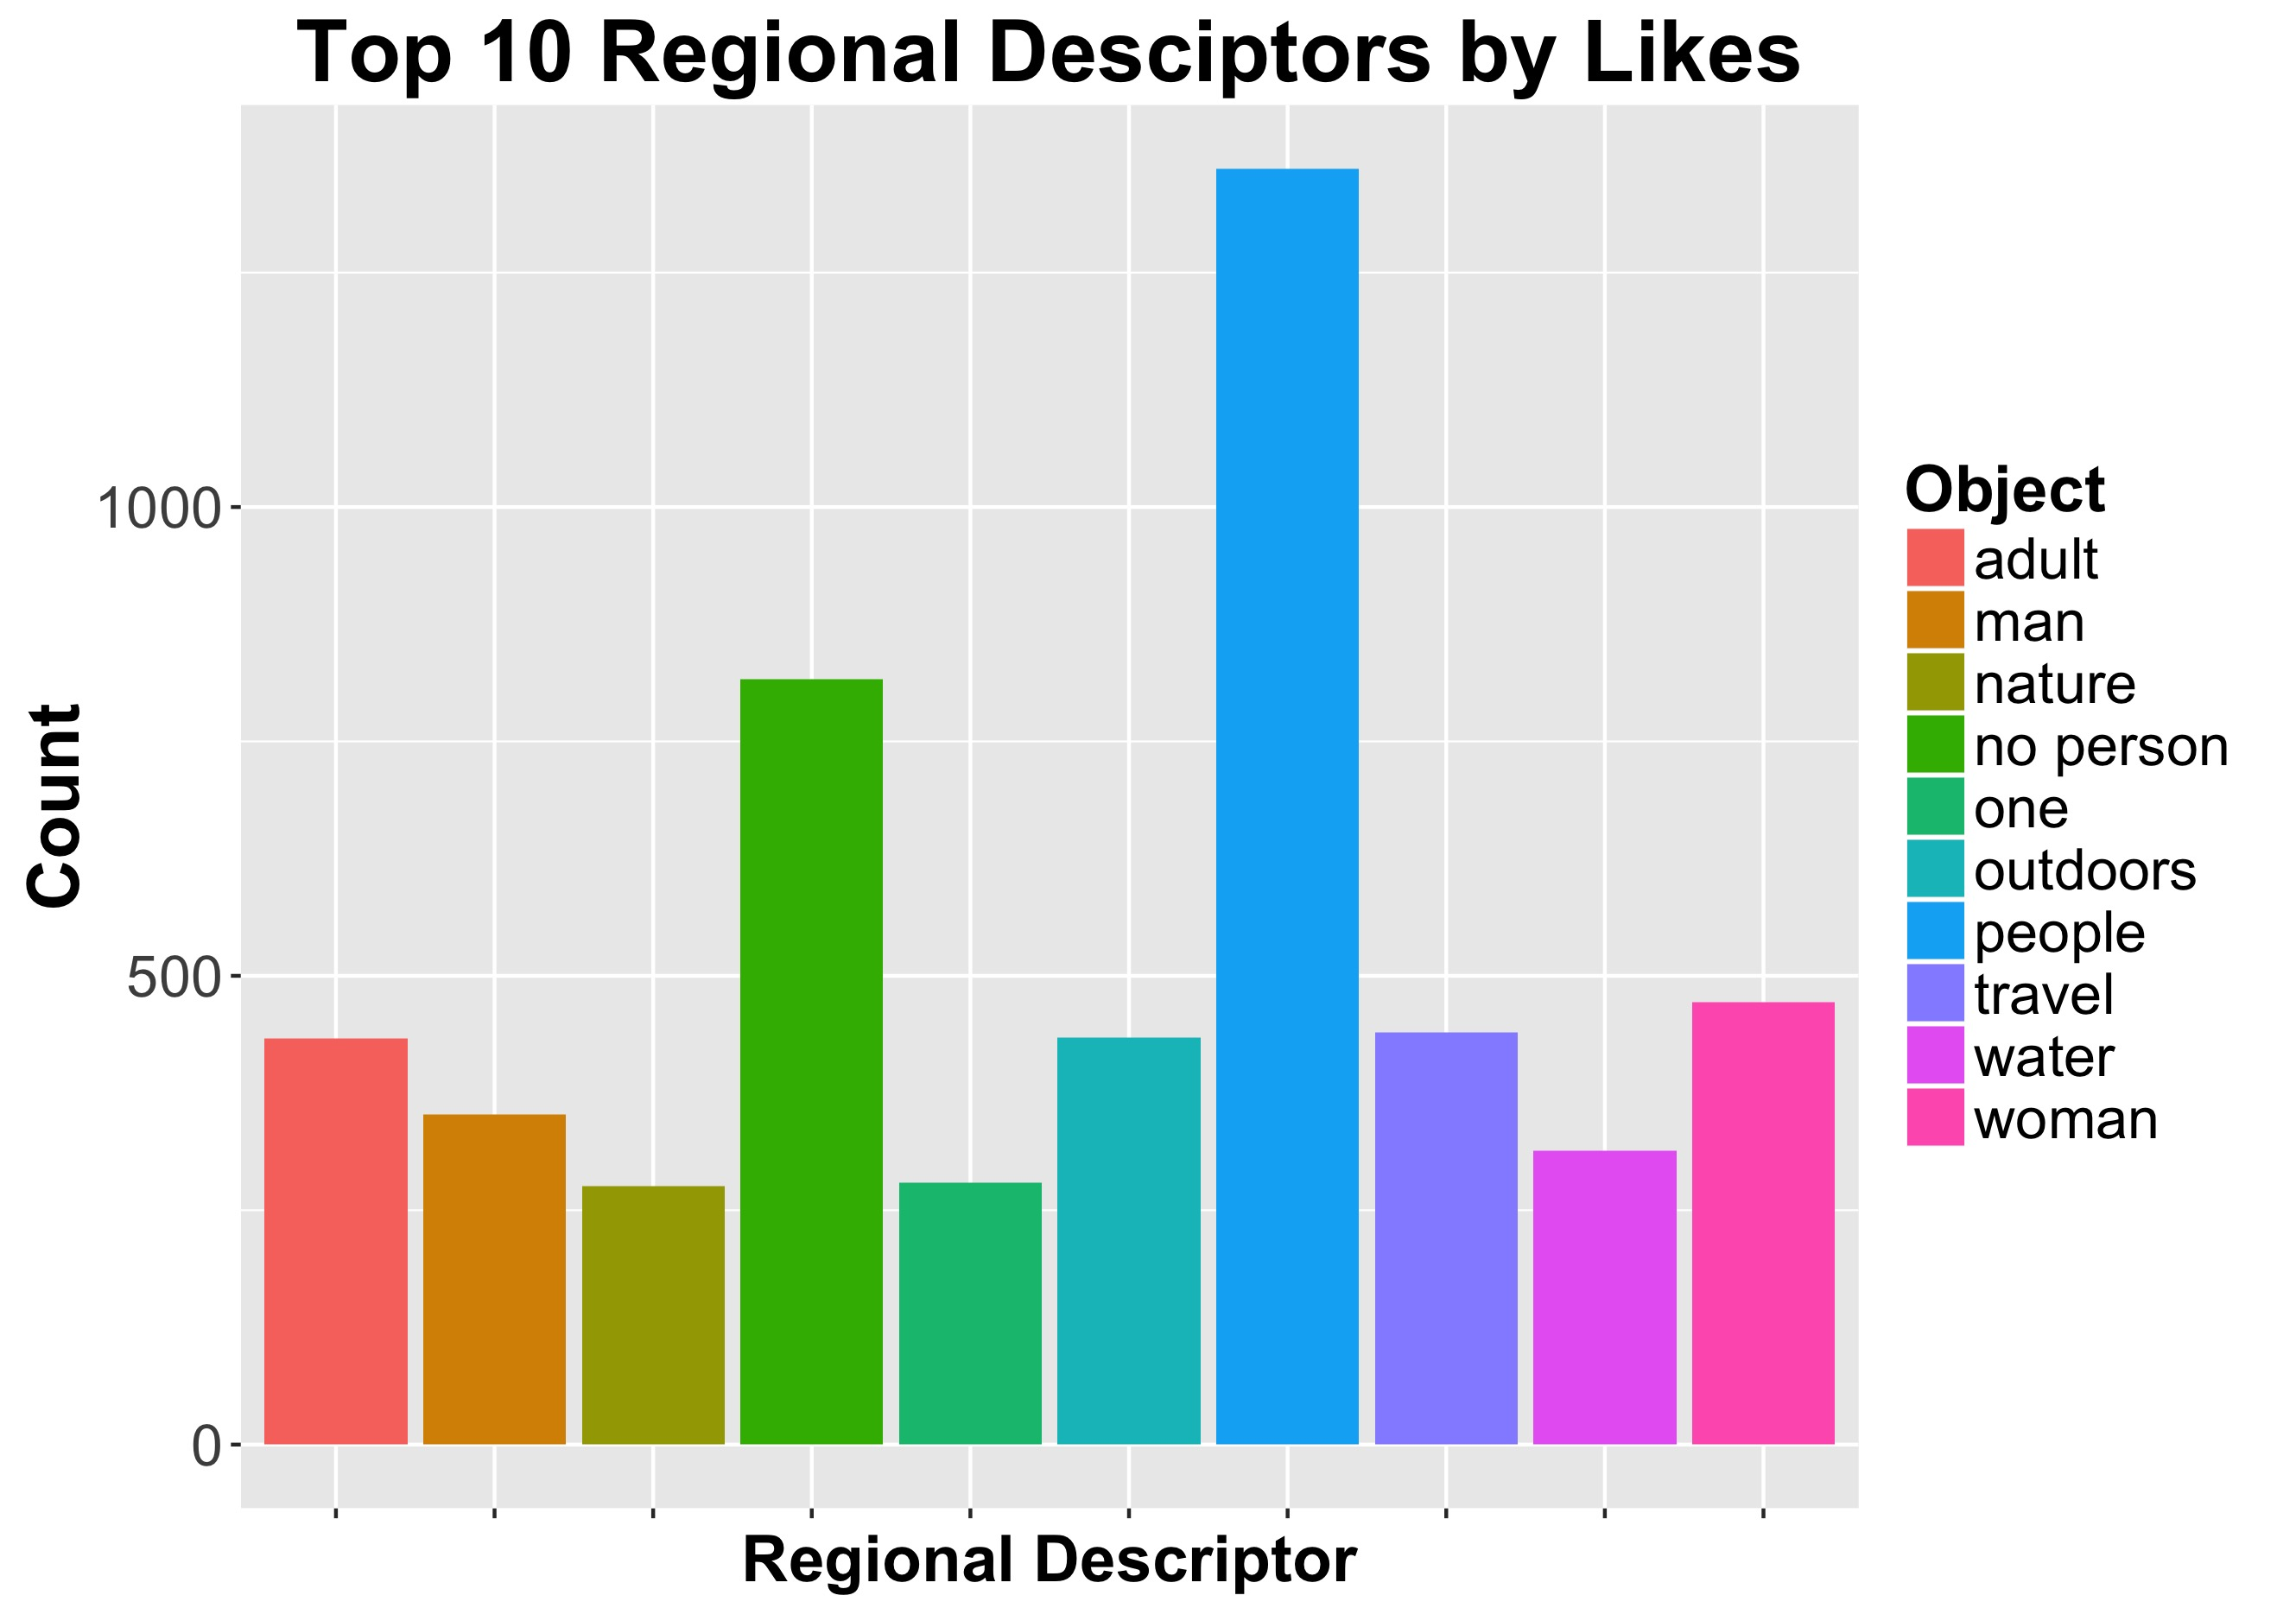 Top 10 Regional Desciptors by Likes
Count
1000
500
0
Regional Descriptor
Object
adult
man
nature
no person
one
outdoors
people
travel
water
woman